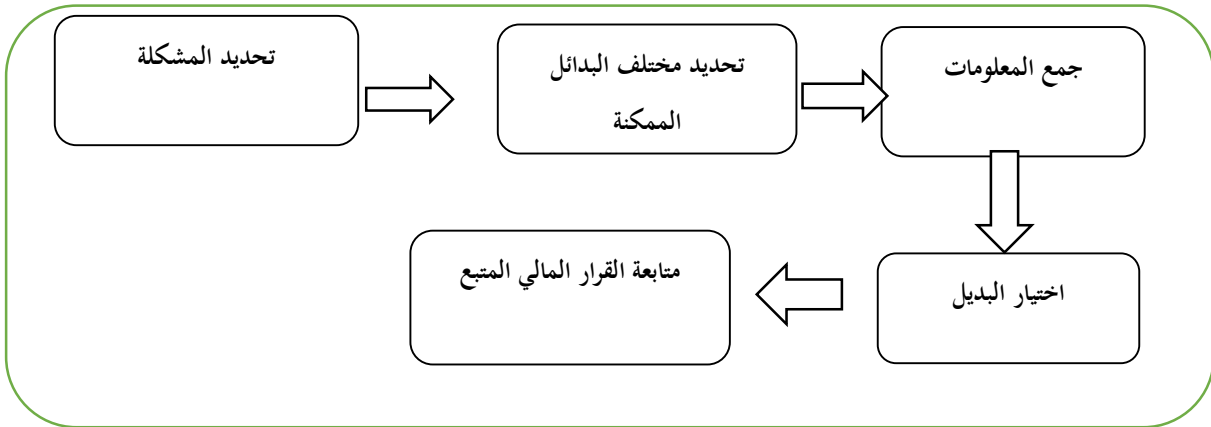 تحديد المشكلة
تحديد مختلف البدائل
الممكنة
جمع المعلومات
اختيار البديل
متابعة القرار المالي المتبع